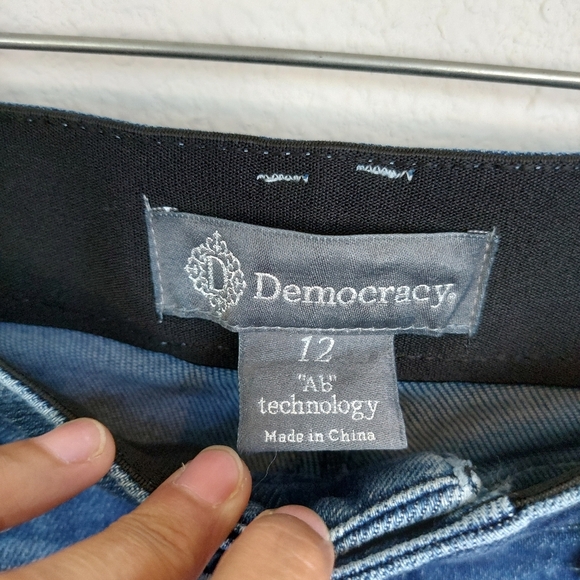 D
Democracy®
12
"Ab"
technology
Made in China